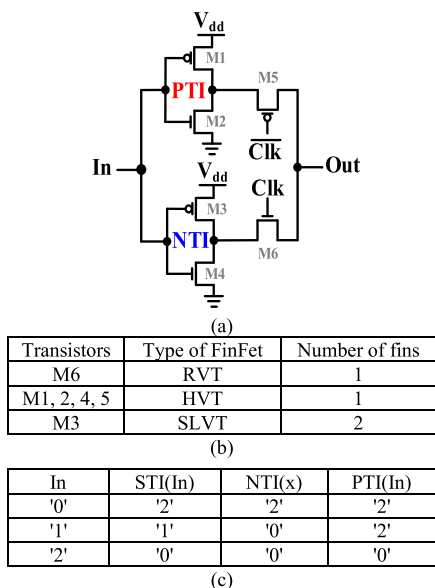 Vdd
M1
PTI
M2
M5
Clk
In
Out
Vdd
Clk
M3
NTI
M4
M6
(a)
Transistors Type of FinFet Number of fins
M6 RVT 1
M1, 2, 4, 5 HVT 1
M3 SLVT 2
(b)
In STI(In) NTI(x) PTI(In)
'0' '2' '2' '2'
'1' '1' '0' '2'
'2' '0' '0' '0'
(c)